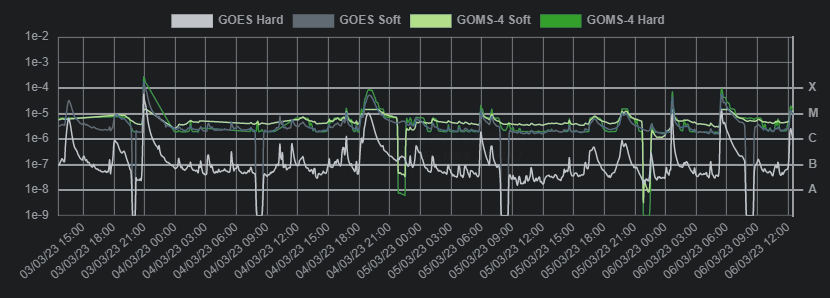 GOES Hard GOES Soft GOMS-4 Soft GOMS-4 Hard
1e-2
1e-3
1e-4 X
1e-5 M
1e-6 C
1e-7 B
1e-8 A
1e-9
03/03/23 15:00 03/03/23 18:00 03/03/23 21:00 04/03/23 00:00 04/03/23 03:00 04/03/23 06:00 04/03/23 09:00 04/03/23 12:00 04/03/23 15:00 04/03/23 18:00 04/03/23 21:00 05/03/23 00:00 05/03/23 03:00 05/03/23 06:00 05/03/23 09:00 05/03/23 12:00 05/03/23 15:00 05/03/23 18:00 05/03/23 21:00 06/03/23 00:00 06/03/23 03:00 06/03/23 06:00 06/03/23 09:00 06/03/23 12:00